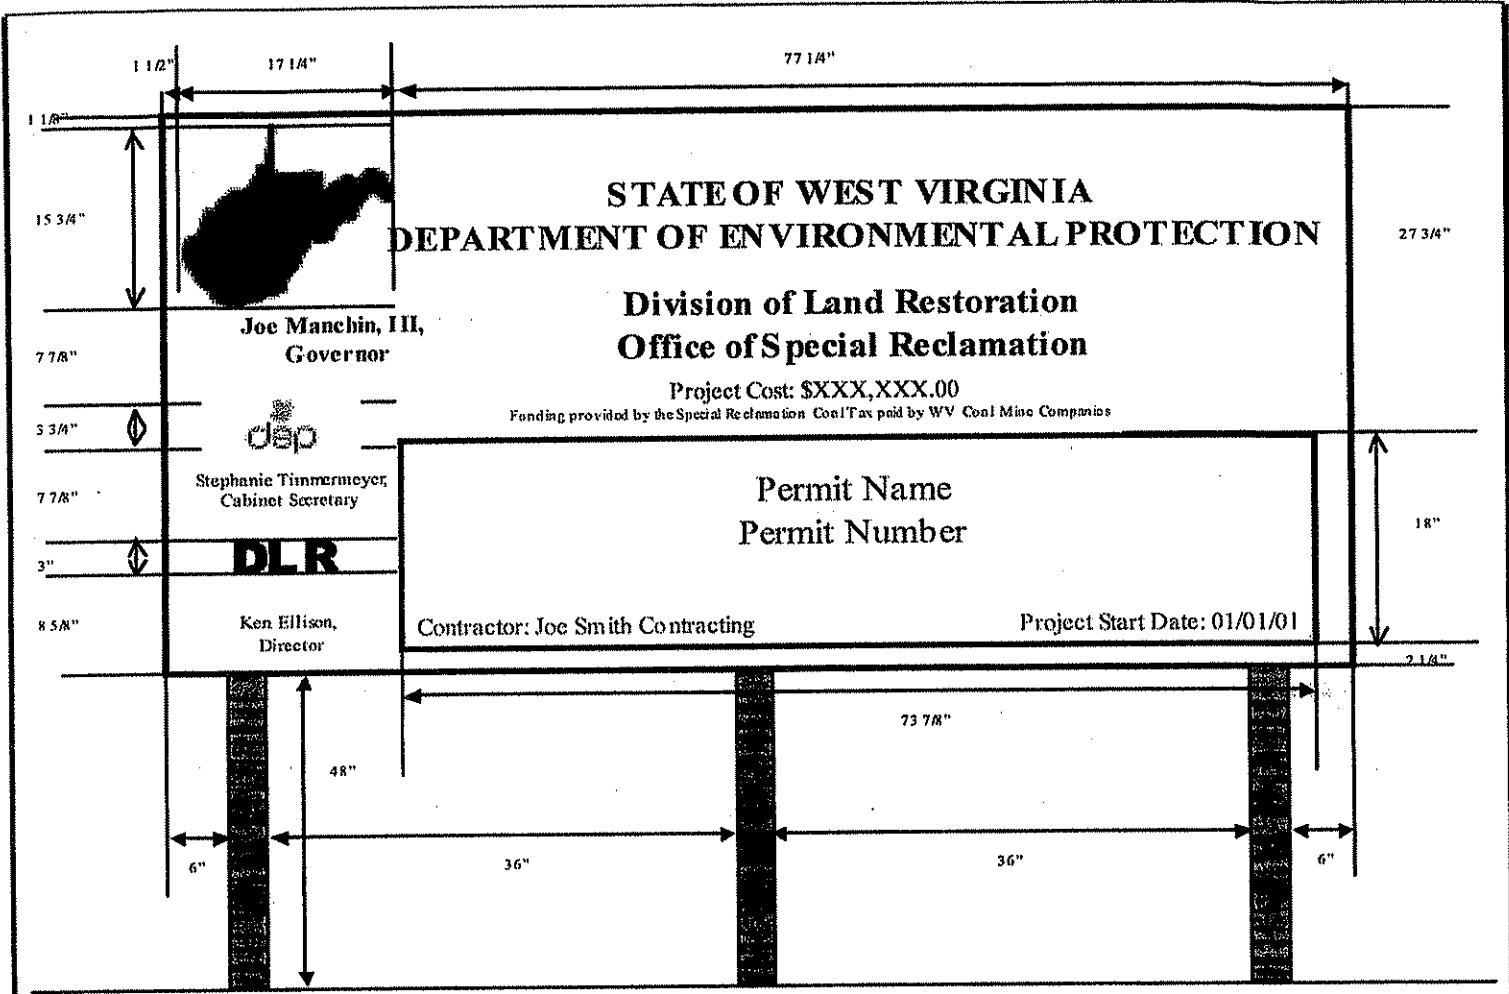 1 1/2"
17 1/4"
77 1/4"
1 1/8"
15 3/4"
STATE OF WEST VIRGINIA
DEPARTMENT OF ENVIRONMENTAL PROTECTION
27 3/4"
Division of Land Restoration
Office of Special Reclamation
Joe Manchin, III,
Governor
7 7/8"
Project Cost: $XXX,XXX.00
Funding provided by the Special Reclamation Coal Tax paid by WV Coal Mine Companies
3 3/4"
dep
Stephanie Timmermeyer,
Cabinet Secretary
7 7/8"
Permit Name
Permit Number
18"
3"
DLR
8 5/8"
Ken Ellison,
Director
Contractor: Joe Smith Contracting
Project Start Date: 01/01/01
2 1/4"
73 7/8"
48"
6"
36"
36"
6"